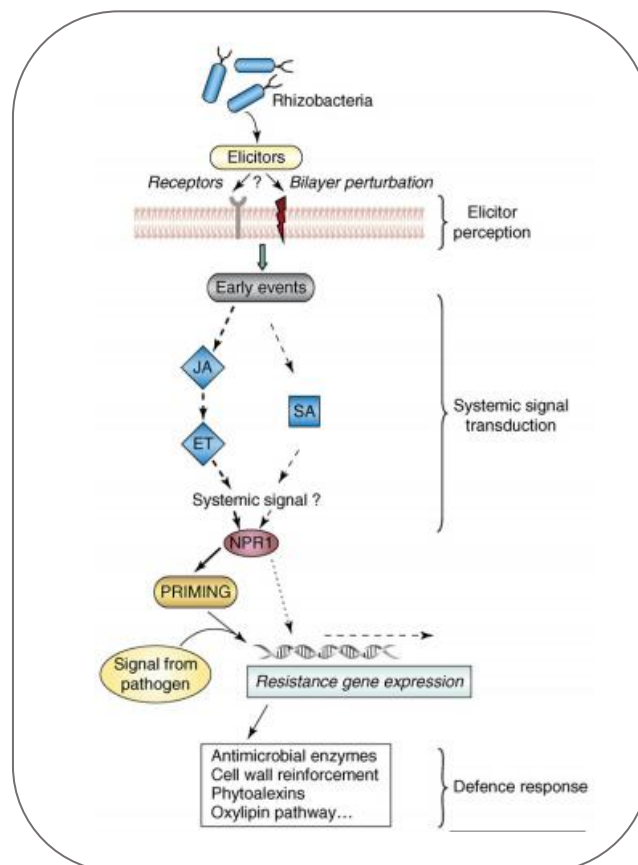 Rhizobacteria
Elicitors
Receptors ? Bilayer perturbation
Elicitor
perception
Early events
JA
SA
Systemic signal
transduction
ET
Systemic signal ?
NPR1
PRIMING
Signal from
pathogen
Resistance gene expression
Antimicrobial enzymes
Cell wall reinforcement
Phytoalexins
Oxylipin pathway…
Defence response